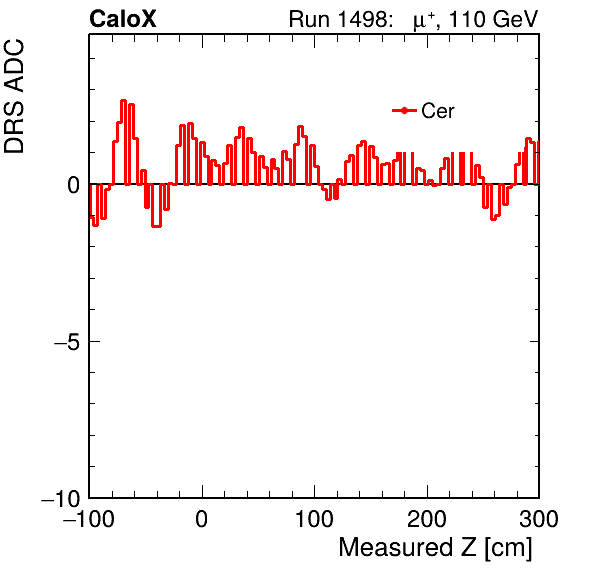 CaloX
Run 1498: μ⁺, 110 GeV
DRS ADC
Cer
0
−5
−10
−100 0 100 200 300
Measured Z [cm]